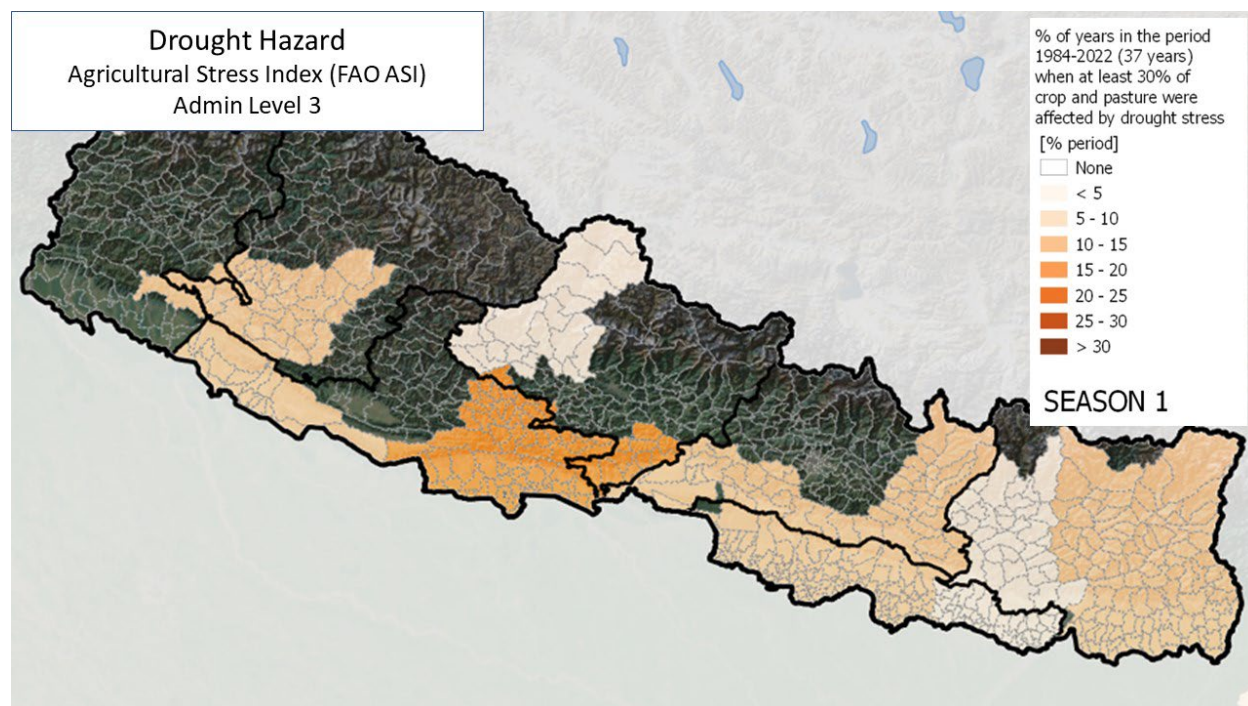 Drought Hazard
Agricultural Stress Index (FAO ASI)
Admin Level 3
% of years in the period
1984-2022 (37 years)
when at least 30% of
crop and pasture were
affected by drought stress
[% period]
None
< 5
5 - 10
10 - 15
15 - 20
20 - 25
25 - 30
> 30
SEASON 1